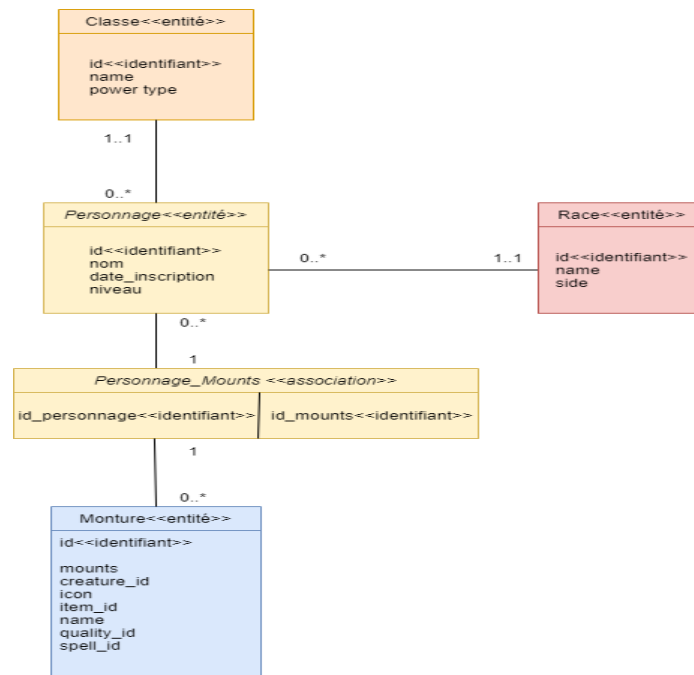 Classe<<entité>>
id<<identifiant>>
name
power type
1..1
0..*
Personnage<<entité>>
id<<identifiant>>
nom
date_inscription
niveau
0..*
1..1
Race<<entité>>
id<<identifiant>>
name
side
0..*
1
Personnage_Mounts <<association>>
id_personnage<<identifiant>>
id_mounts<<identifiant>>
1
0..*
Monture<<entité>>
id<<identifiant>>
mounts
creature_id
icon
item_id
name
quality_id
spell_id